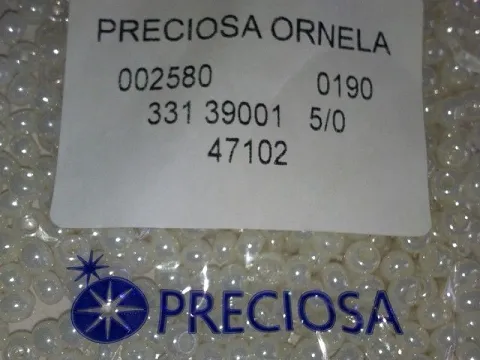 PRECIOSA ORNELA
002580 0190
331 39001 5/0
47102
PRECIOSA